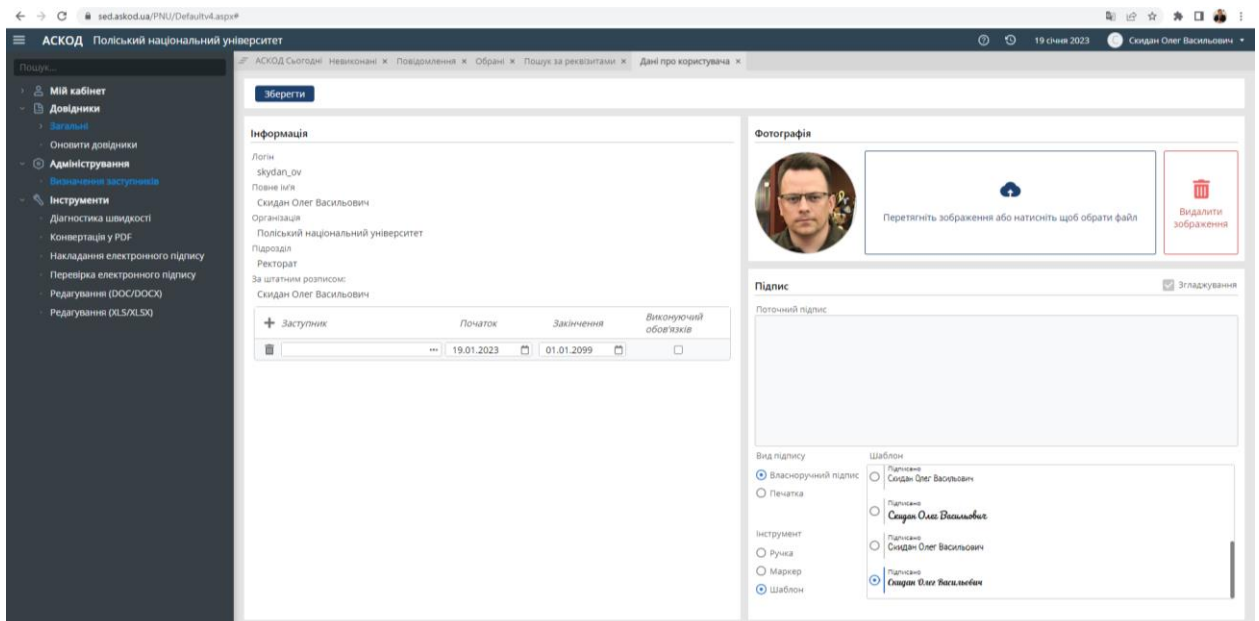 sed.askod.ua/PNU/Defaultv4.aspx#
АСКОД Поліський національний університет
19 січня 2023
С
Скидан Олег Васильович
Пошук...
АСКОД Сьогодні
Невиконані
Повідомлення
Обрані
Пошук за реквізитами
Дані про користувача
Мій кабінет
Довідники
Загальні
Оновити довідники
Адміністрування
Визначення заступників
Інструменти
Діагностика швидкості
Конвертація у PDF
Накладання електронного підпису
Перевірка електронного підпису
Редагування (DOC/DOCX)
Редагування (XLS/XLSX)
Зберегти
Інформація
Логін
skydan_ov
Повне ім'я
Скидан Олег Васильович
Організація
Поліський національний університет
Підрозділ
Ректорат
За штатним розписом:
Скидан Олег Васильович
Заступник Початок Закінчення Виконуючий
обов'язків
19.01.2023 01.01.2099
Фотографія
Перетягніть зображення або натисніть щоб обрати файл
Видалити
зображення
Підпис
Згладжування
Поточний підпис
Вид підпису
Власноручний підпис
Печатка
Інструмент
Ручка
Маркер
Шаблон
Шаблон
Підписано
Скидан Олег Васильович
Підписано
Скидан Олег Васильович
Підписано
Скидан Олег Васильович
Підписано
Скидан Олег Васильович